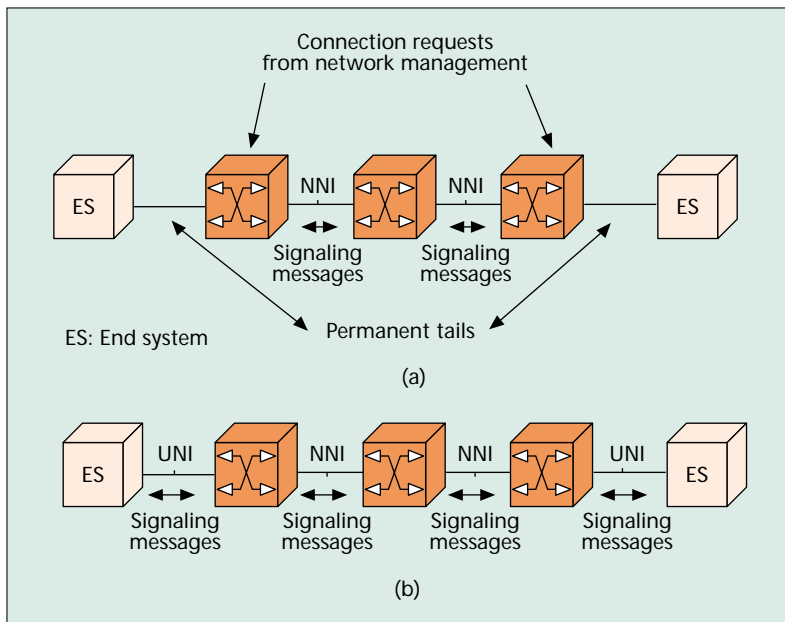 Connection requests
from network management
ES
NNI
NNI
ES
Signaling
messages
Signaling
messages
ES: End system
Permanent tails
(a)
ES
UNI
NNI
NNI
UNI
ES
Signaling
messages
Signaling
messages
Signaling
messages
Signaling
messages
(b)